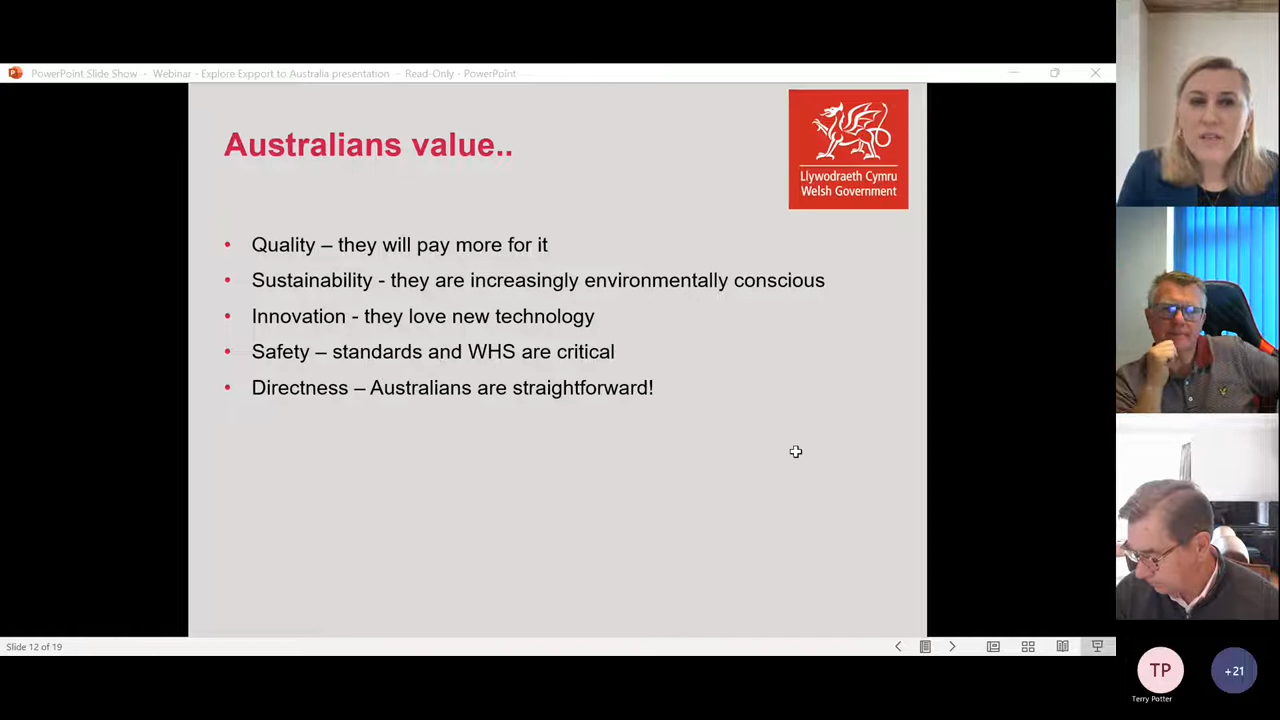 PowerPoint Slide Show - Webinar - Explore Expport to Australia presentation - Read-Only - PowerPoint
Australians value..
Llywodraeth Cymru
Welsh Government
• Quality – they will pay more for it
• Sustainability - they are increasingly environmentally conscious
• Innovation - they love new technology
• Safety – standards and WHS are critical
• Directness – Australians are straightforward!
Slide 12 of 19
TP
+21
Terry Potter